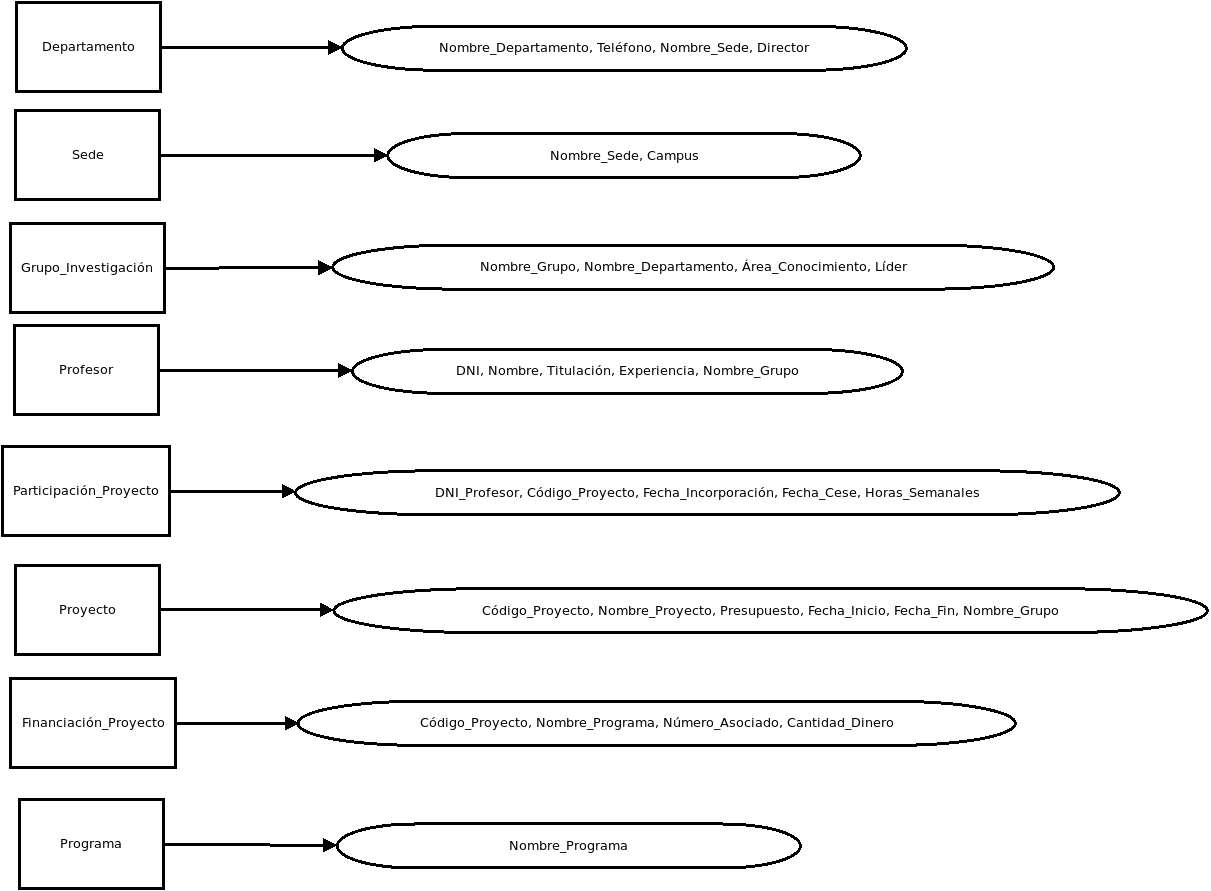 Departamento
Nombre_Departamento, Teléfono, Nombre_Sede, Director
Sede
Nombre_Sede, Campus
Grupo_Investigación
Nombre_Grupo, Nombre_Departamento, Área_Conocimiento, Líder
Profesor
DNI, Nombre, Titulación, Experiencia, Nombre_Grupo
Participación_Proyecto
DNI_Profesor, Código_Proyecto, Fecha_Incorporación, Fecha_Cese, Horas_Semanales
Proyecto
Código_Proyecto, Nombre_Proyecto, Presupuesto, Fecha_Inicio, Fecha_Fin, Nombre_Grupo
Financiación_Proyecto
Código_Proyecto, Nombre_Programa, Número_Asociado, Cantidad_Dinero
Programa
Nombre_Programa